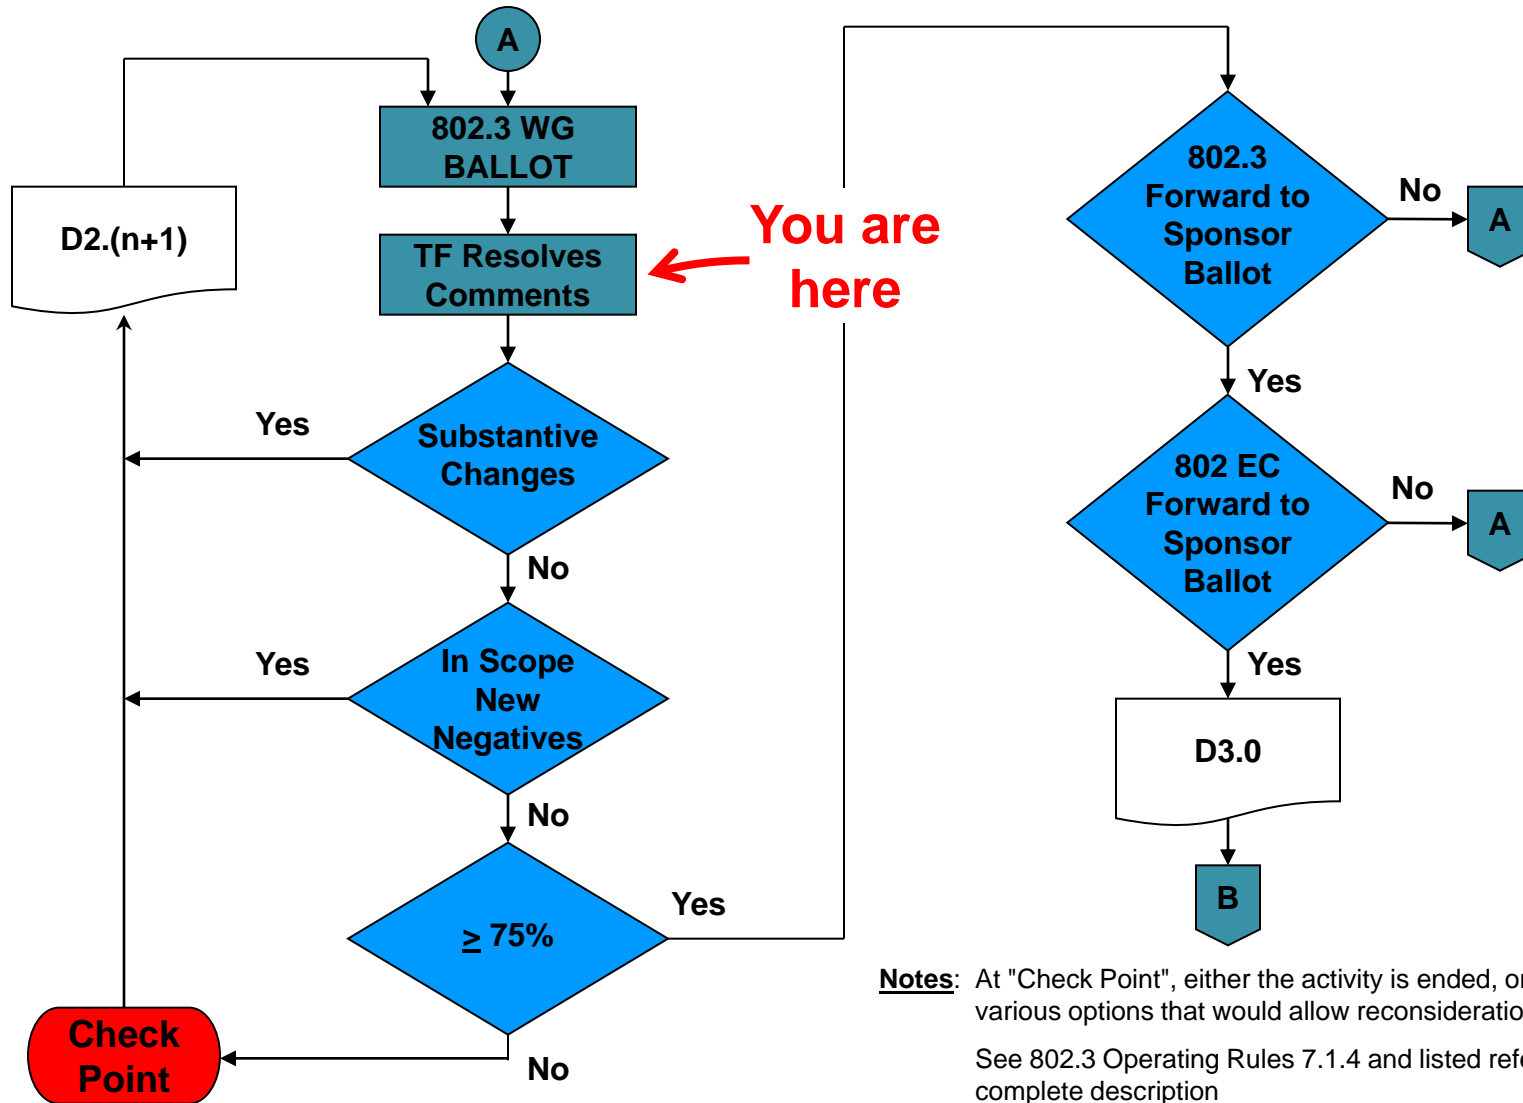 A
802.3 WG
BALLOT
D2.(n+1)
TF Resolves
Comments
You are
here
Yes
Substantive
Changes
No
Yes
In Scope
New
Negatives
No
≥ 75%
Yes
Check
Point
No
802.3
Forward to
Sponsor
Ballot
No
A
Yes
802 EC
Forward to
Sponsor
Ballot
No
A
Yes
D3.0
B
Notes: At "Check Point", either the activity is ended, or
various options that would allow
See 802.3 Operating Rules 7.1.4 and listed
complete description